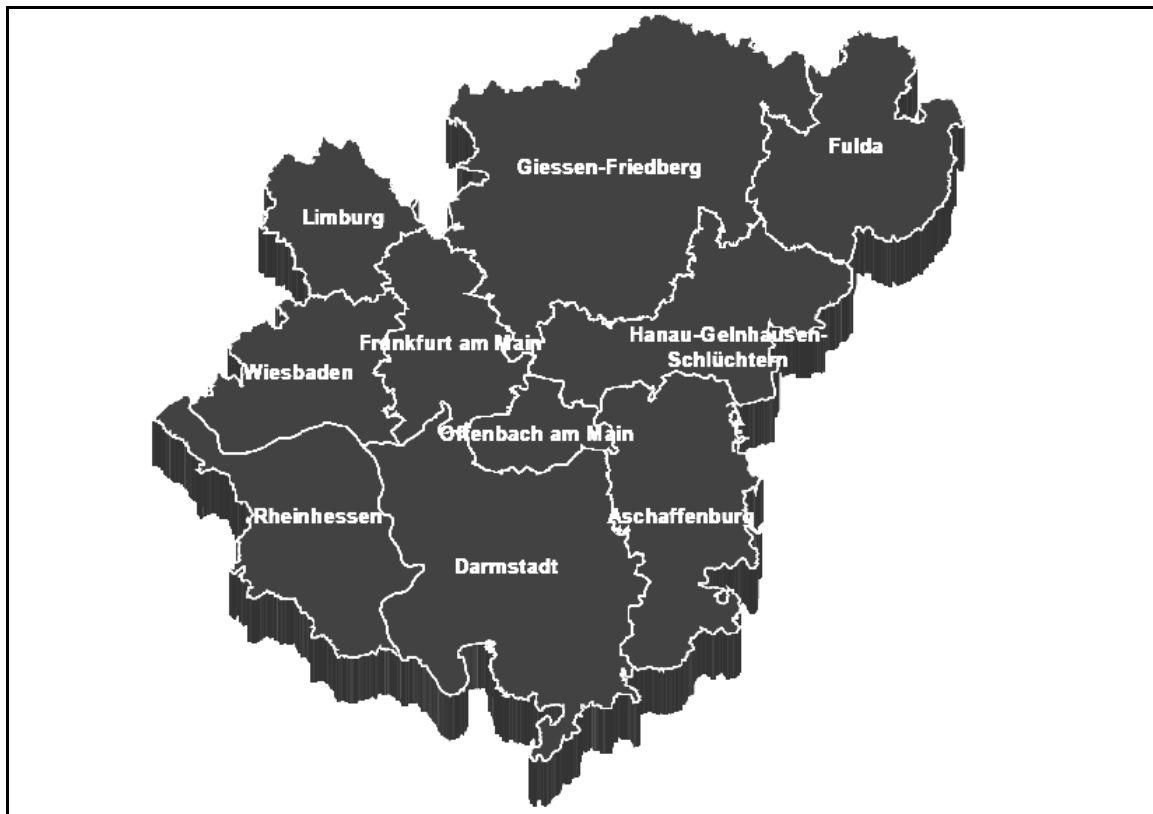 Fulda
Giessen-Friedberg
Limburg
Hanau-Gelnhausen-
Schlüchtern
Frankfurt am Main
Wiesbaden
Offenbach am Main
Rheinhessen
Aschaffenburg
Darmstadt